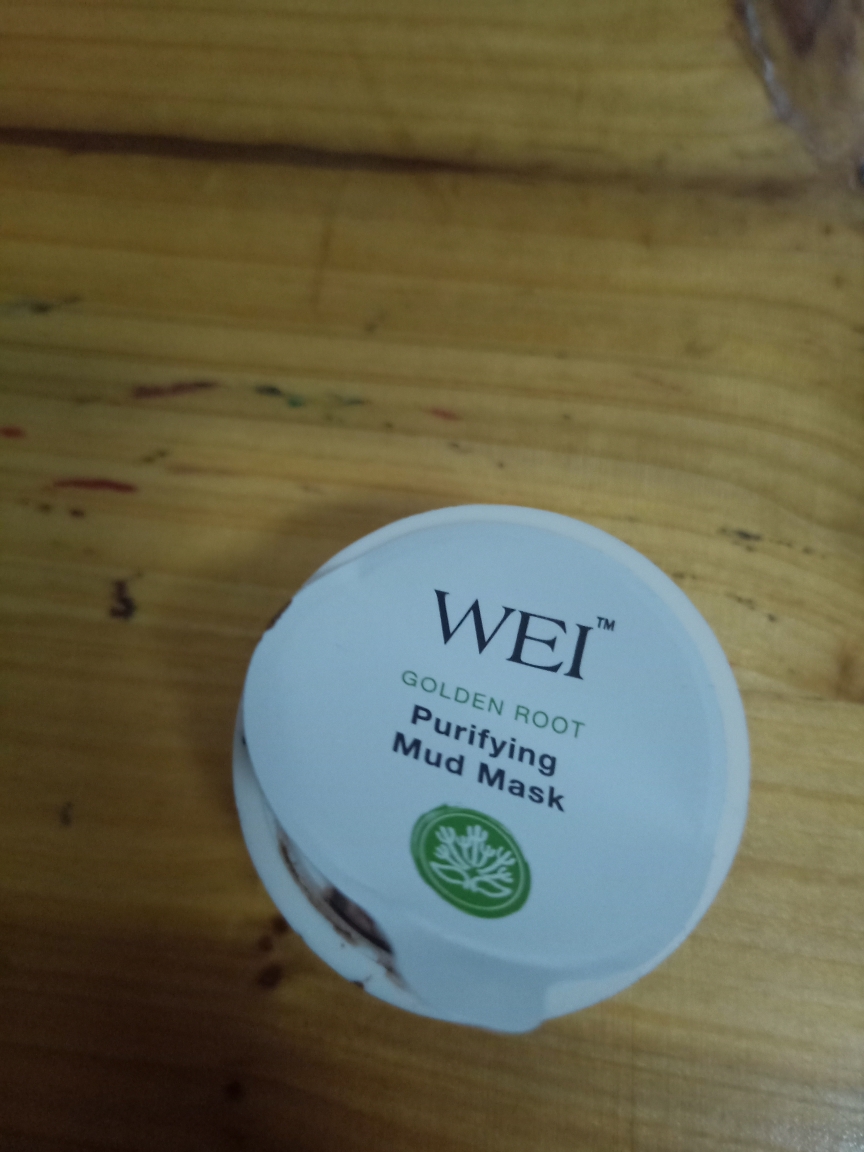 WEI™
GOLDEN ROOT
Purifying
Mud Mask